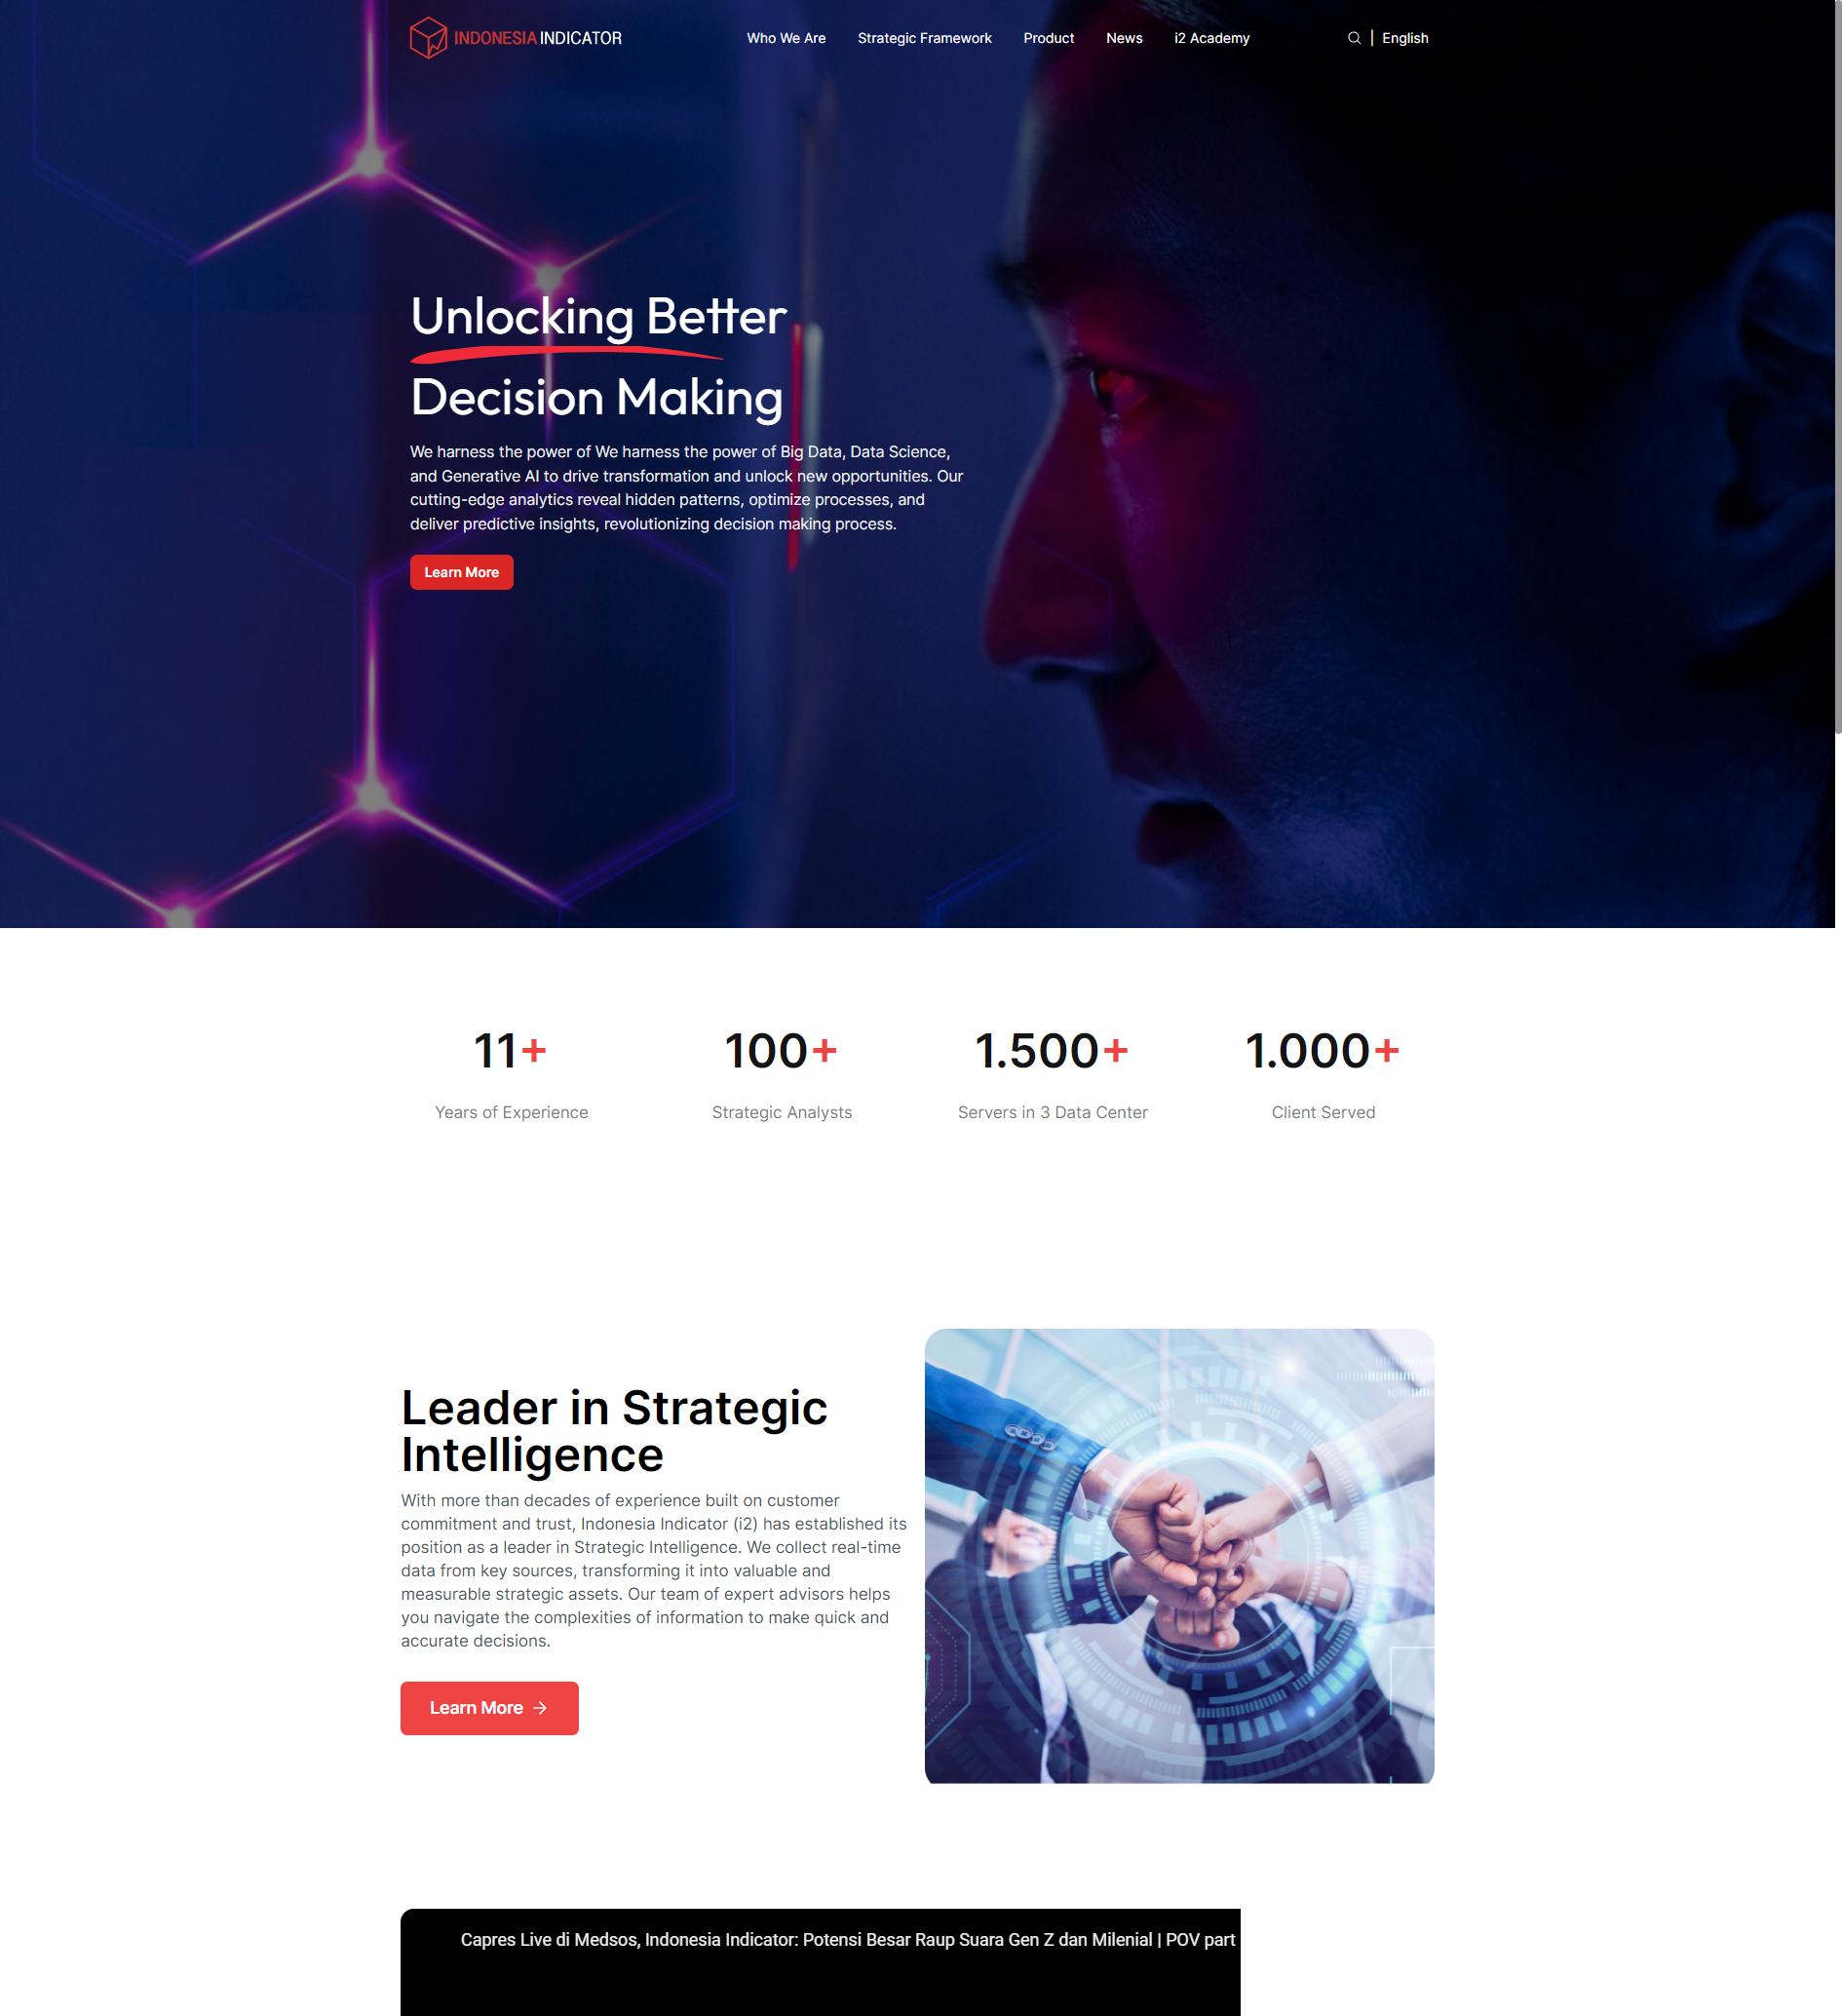 INDONESIA INDICATOR
Who We Are
Strategic Framework
Product
News
i2 Academy
English
Unlocking Better
Decision Making
We harness the power of We harness the power of Big Data, Data Science,
and Generative AI to drive transformation and unlock new opportunities. Our
cutting-edge analytics reveal hidden patterns, optimize processes, and
deliver predictive insights, revolutionizing decision making process.
Learn More
11+
Years of Experience
100+
Strategic Analysts
1.500+
Servers in 3 Data Center
1.000+
Client Served
Leader in Strategic
Intelligence
With more than decades of experience built on customer
commitment and trust, Indonesia Indicator (i2) has established its
position as a leader in Strategic Intelligence. We collect real-time
data from key sources, transforming it into valuable and
measurable strategic assets. Our team of expert advisors helps
you navigate the complexities of information to make quick and
accurate decisions.
Learn More
Capres Live di Medsos, Indonesia Indicator: Potensi Besar Raup Suara Gen Z dan Milenial | POV part